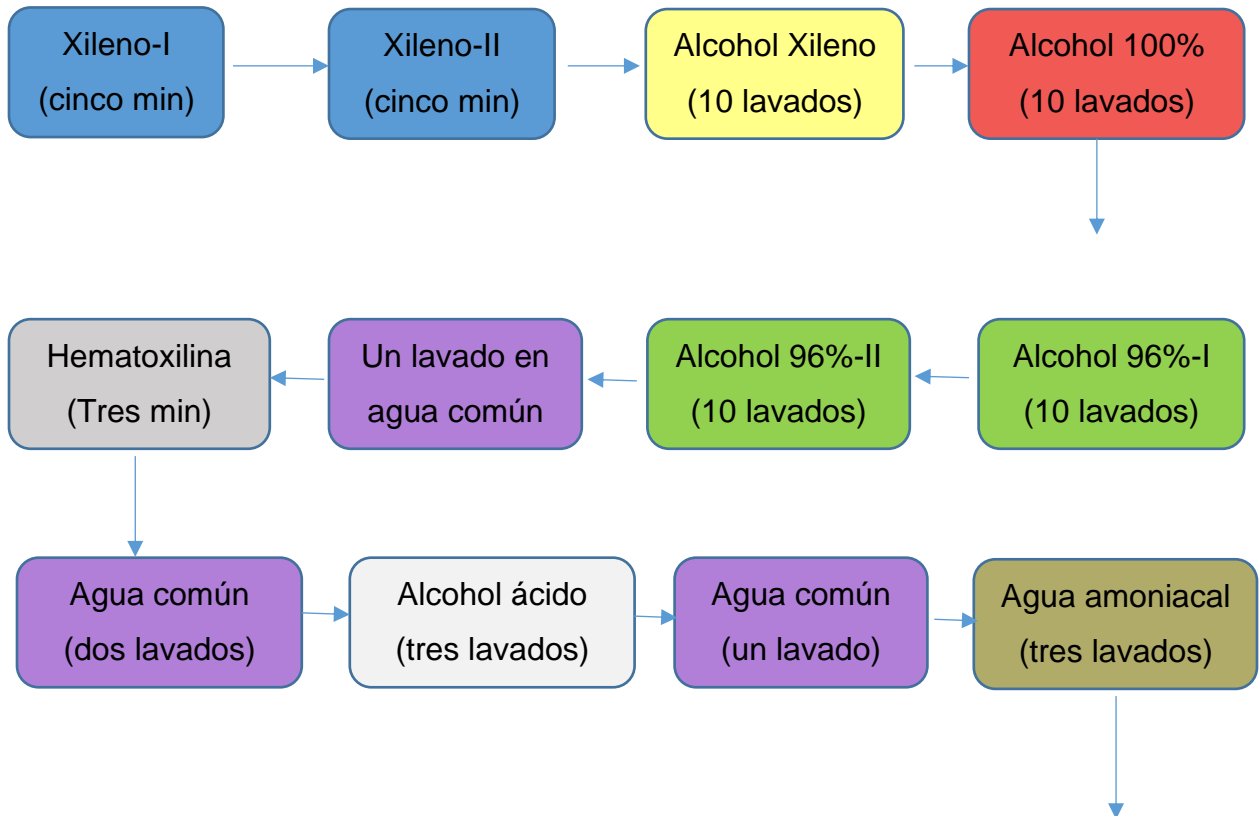 Xileno-I
(cinco min)
Xileno-II
(cinco min)
Alcohol Xileno
(10 lavados)
Alcohol 100%
(10 lavados)
Hematoxilina
(Tres min)
Un lavado en
agua común
Alcohol 96%-II
(10 lavados)
Alcohol 96%-I
(10 lavados)
Agua común
(dos lavados)
Alcohol ácido
(tres lavados)
Agua común
(un lavado)
Agua amoniacal
(tres lavados)